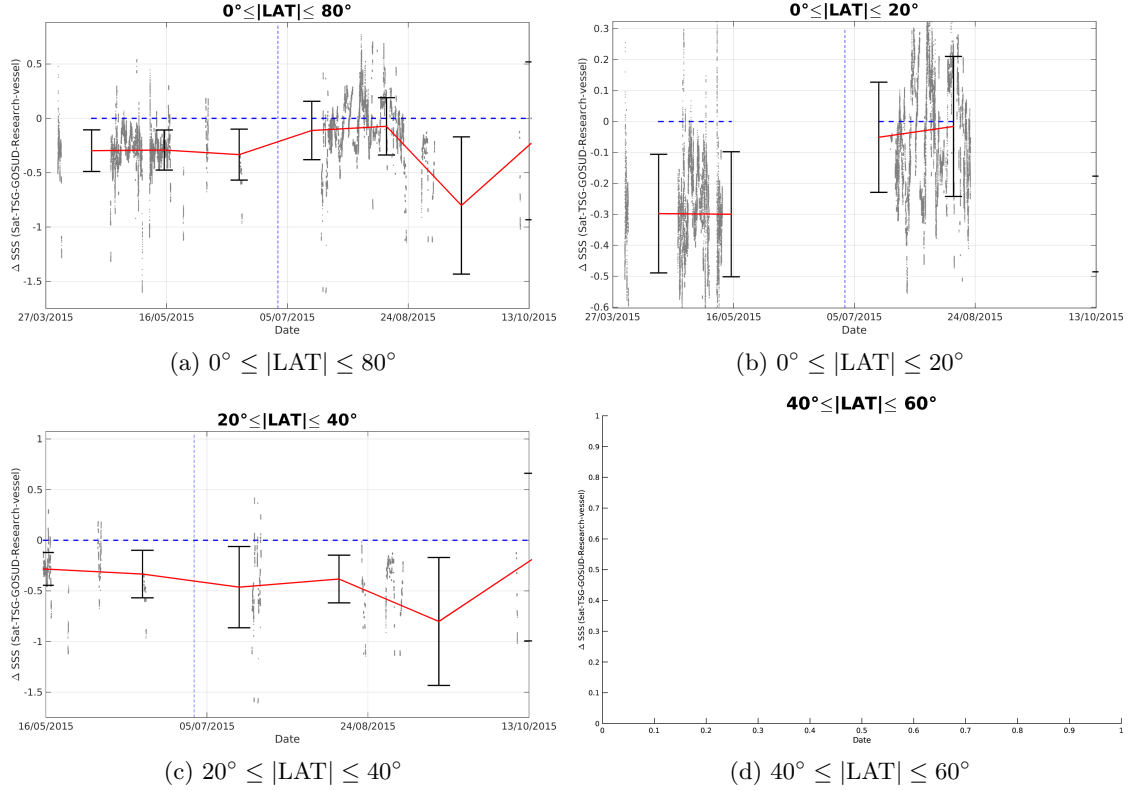 0°≤|LAT|≤ 80°
Δ SSS (Sat-TSG-GOSUD-Research-vessel)
0.5
0
-0.5
-1
-1.5
27/03/2015 16/05/2015 05/07/2015 24/08/2015 13/10/2015
Date
(a) 0° ≤ |LAT| ≤ 80°
0°≤|LAT|≤ 20°
Δ SSS (Sat-TSG-GOSUD-Research-vessel)
0.3
0.2
0.1
0
-0.1
-0.2
-0.3
-0.4
-0.5
-0.6
27/03/2015 16/05/2015 05/07/2015 24/08/2015 13/10/2015
Date
(b) 0° ≤ |LAT| ≤ 20°
20°≤|LAT|≤ 40°
Δ SSS (Sat-TSG-GOSUD-Research-vessel)
1
0.5
0
-0.5
-1
-1.5
16/05/2015 05/07/2015 24/08/2015 13/10/2015
Date
(c) 20° ≤ |LAT| ≤ 40°
40°≤|LAT|≤ 60°
Δ SSS (Sat-TSG-GOSUD-Research-vessel)
1
0.9
0.8
0.7
0.6
0.5
0.4
0.3
0.2
0.1
0
0 0.1 0.2 0.3 0.4 0.5 0.6 0.7 0.8 0.9 1
Date
(d) 40° ≤ |LAT| ≤ 60°